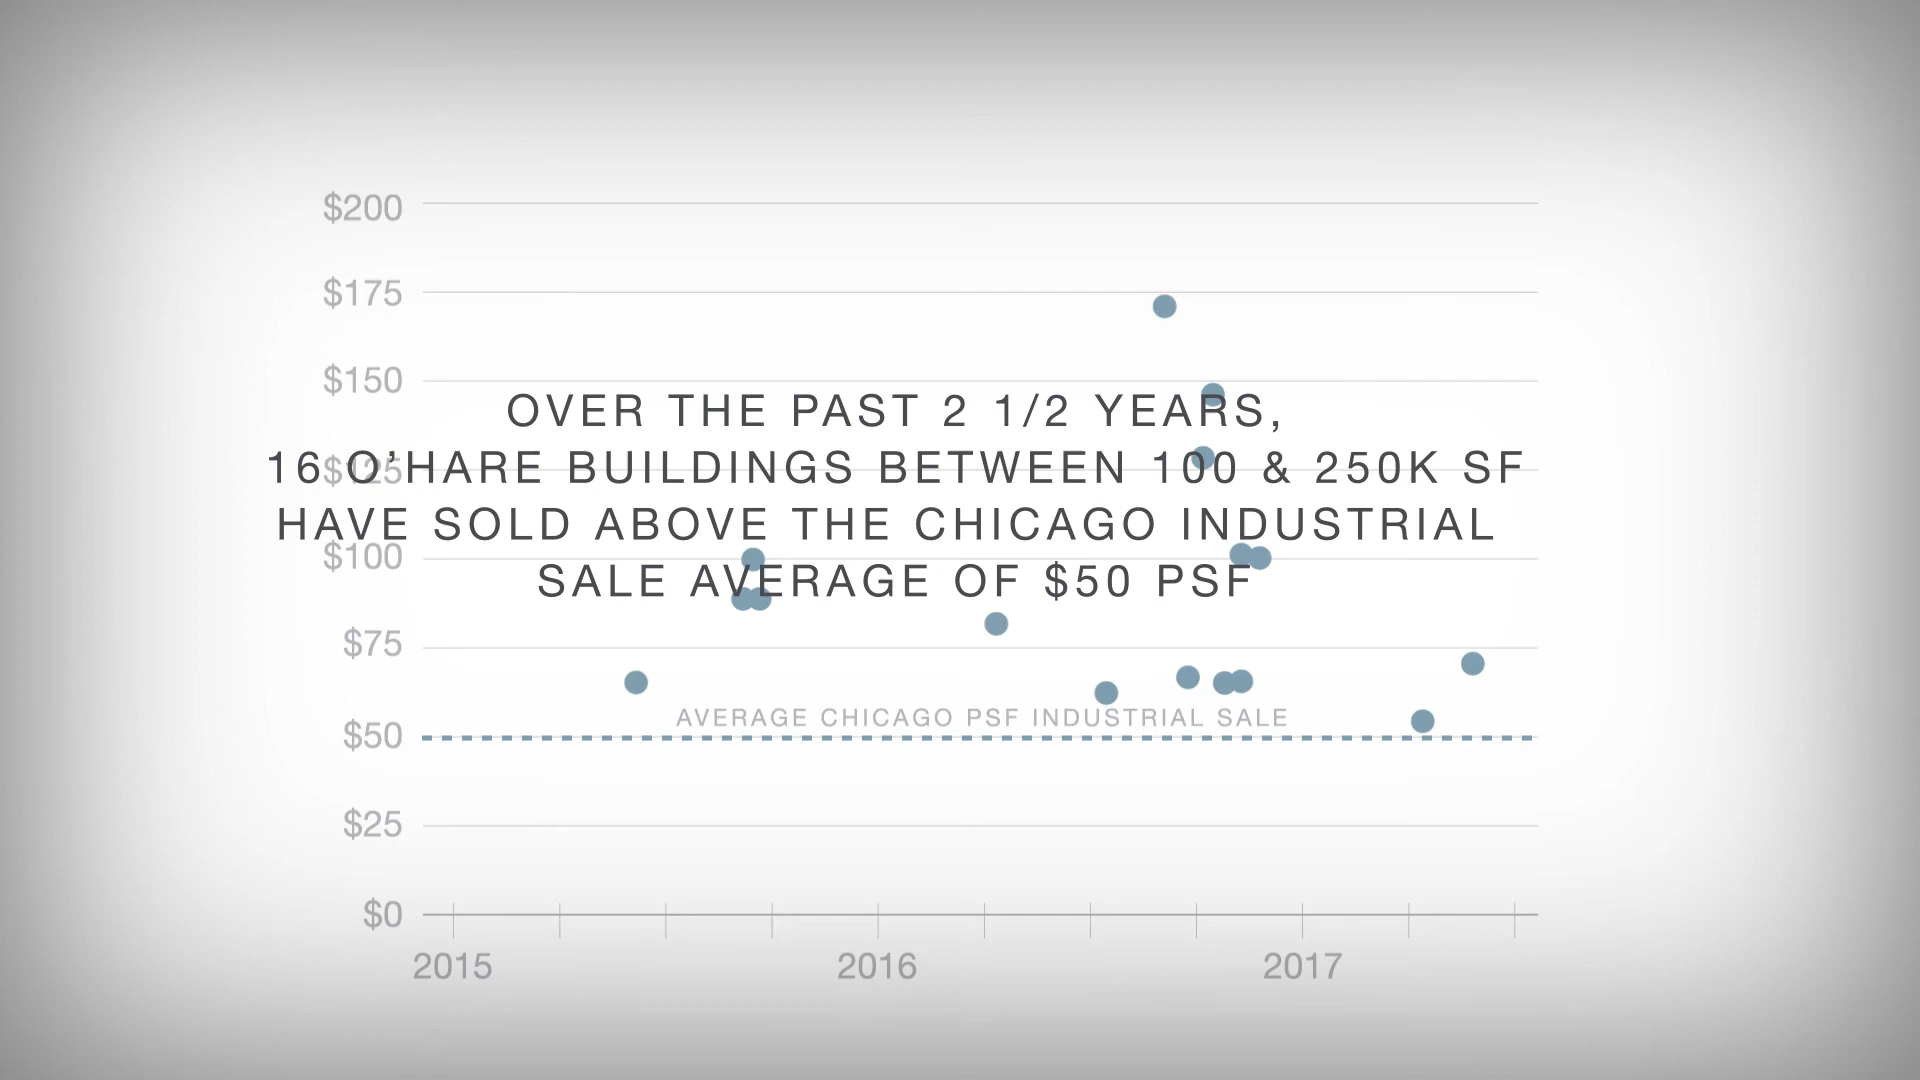 $200
$175
$150
OVER THE PAST 2 1/2 YEARS,
$125
16 O'HARE BUILDINGS BETWEEN 100 & 250K SF
HAVE SOLD ABOVE THE CHICAGO INDUSTRIAL
$100
SALE AVERAGE OF $50 PSF
$75
AVERAGE CHICAGO PSF INDUSTRIAL SALE
$50
$25
$0
2015 2016 2017